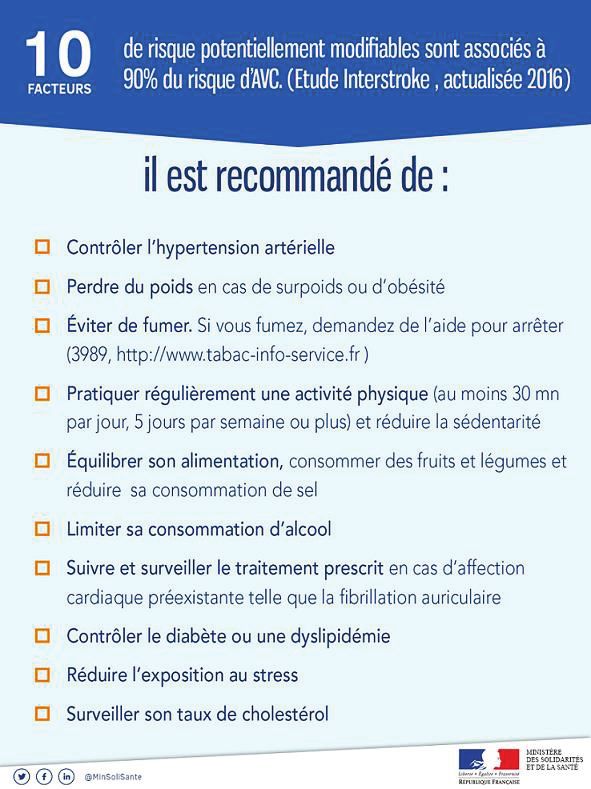 10
FACTEURS
de risque potentiellement modifiables sont associés à
90% du risque d'AVC. (Etude Interstroke , actualisée 2016)
il est recommandé de :
Contrôler l'hypertension artérielle
Perdre du poids en cas de surpoids ou d'obésité
Éviter de fumer. Si vous fumez, demandez de l'aide pour arrêter
(3989, http://www.tabac-info-service.fr )
Pratiquer régulièrement une activité physique (au moins 30 mn
par jour, 5 jours par semaine ou plus) et réduire la sédentarité
Équilibrer son alimentation, consommer des fruits et légumes et
réduire sa consommation de sel
Limiter sa consommation d'alcool
Suivre et surveiller le traitement prescrit en cas d'affection
cardiaque préexistante telle que la fibrillation auriculaire
Contrôler le diabète ou une dyslipidémie
Réduire l'exposition au stress
Surveiller son taux de cholestérol
@MinSoliSante
Liberté • Égalité • Fraternité
RÉPUBLIQUE FRANÇAISE
MINISTÈRE
DES SOLIDARITÉS
ET DE LA SANTÉ